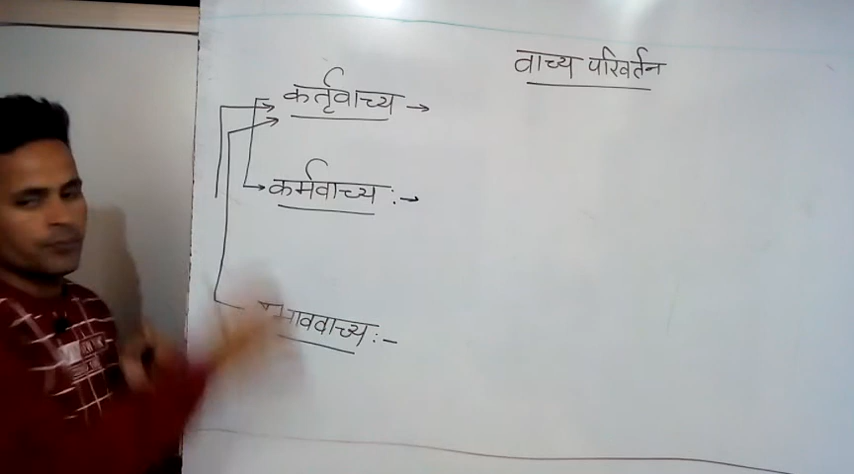 वाच्य परिवर्तन
कर्तृवाच्य →
कर्मवाच्य :→
भाववाच्य :-